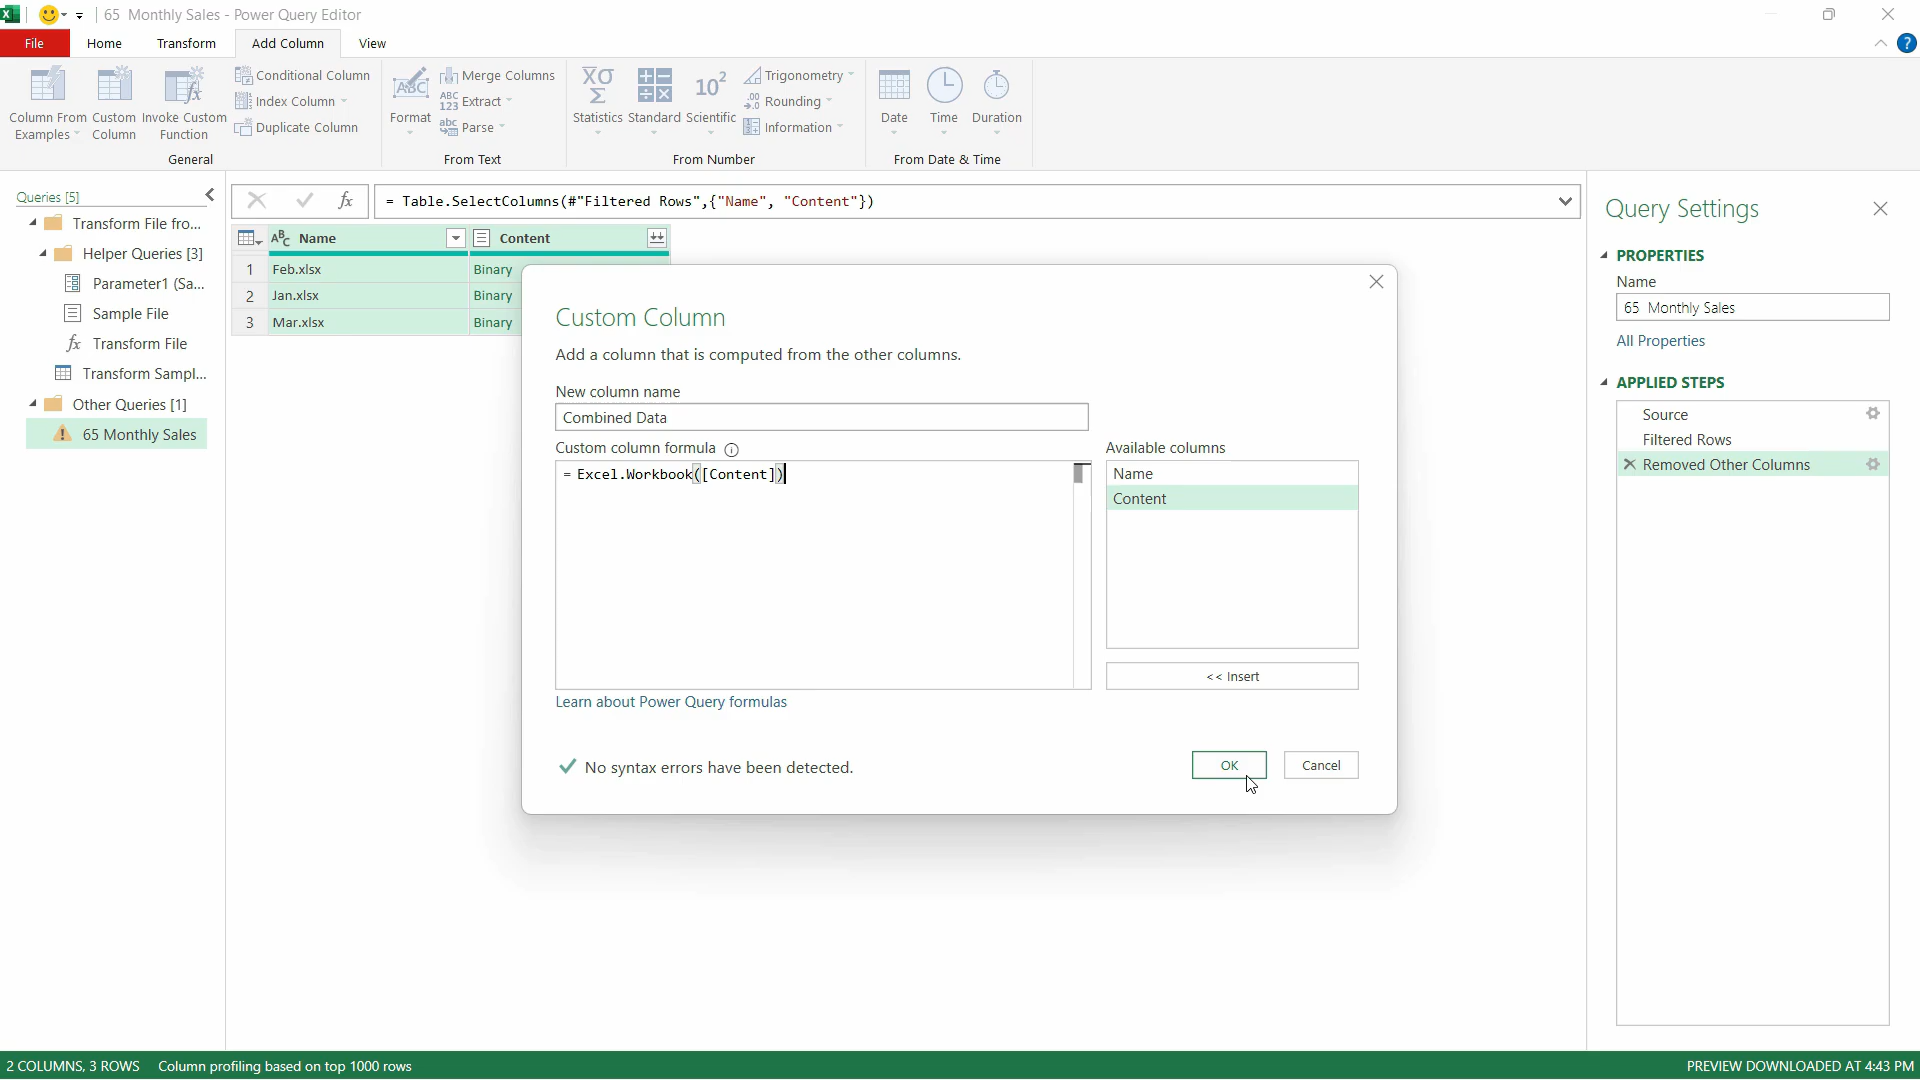 65 Monthly Sales - Power Query Editor
File Home Transform Add Column View
Column From Examples
Custom Column
Invoke Custom Function
Conditional Column
Index Column
Duplicate Column
General
Format
Merge Columns
Extract
Parse
From Text
Statistics
Standard
Scientific
Trigonometry
Rounding
Information
From Number
Date
Time
Duration
From Date & Time
Queries [5]
Transform File fro...
Helper Queries [3]
Parameter1 (Sa...
Sample File
Transform File
Transform Sampl...
Other Queries [1]
65 Monthly Sales
= Table.SelectColumns(#"Filtered Rows",{"Name", "Content"})
Name Content
1 Feb.xlsx Binary
2 Jan.xlsx Binary
3 Mar.xlsx Binary
Custom Column
Add a column that is computed from the other columns.
New column name
Combined Data
Custom column formula
= Excel.Workbook([Content])
Available columns
Name
Content
<< Insert
Learn about Power Query formulas
No syntax errors have been detected.
OK Cancel
Query Settings
PROPERTIES
Name
65 Monthly Sales
All Properties
APPLIED STEPS
Source
Filtered Rows
Removed Other Columns
2 COLUMNS, 3 ROWS Column profiling based on top 1000 rows
PREVIEW DOWNLOADED AT 4:43 PM